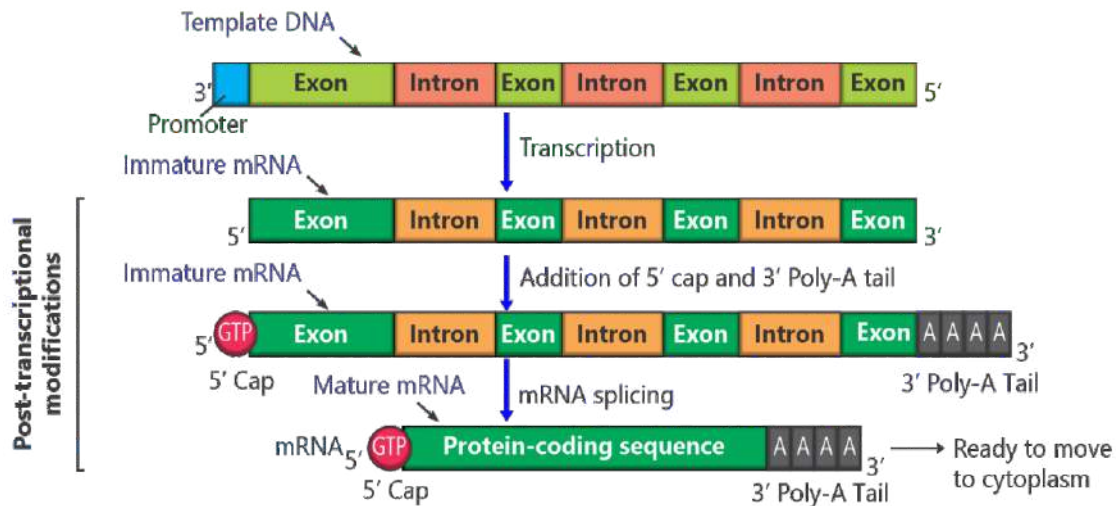 Template DNA
3′ Exon Intron Exon Intron Exon Intron Exon 5′
Promoter
Transcription
Immature mRNA
5′ Exon Intron Exon Intron Exon Intron Exon 3′
Immature mRNA
Addition of 5′ cap and 3′ Poly-A tail
5′ GTP Exon Intron Exon Intron Exon Intron Exon A A A A 3′
5′ Cap
3′ Poly-A Tail
Mature mRNA
mRNA splicing
mRNA 5′ GTP Protein-coding sequence A A A A 3′
Ready to move
to cytoplasm
5′ Cap
3′ Poly-A Tail
Post-transcriptional
modifications